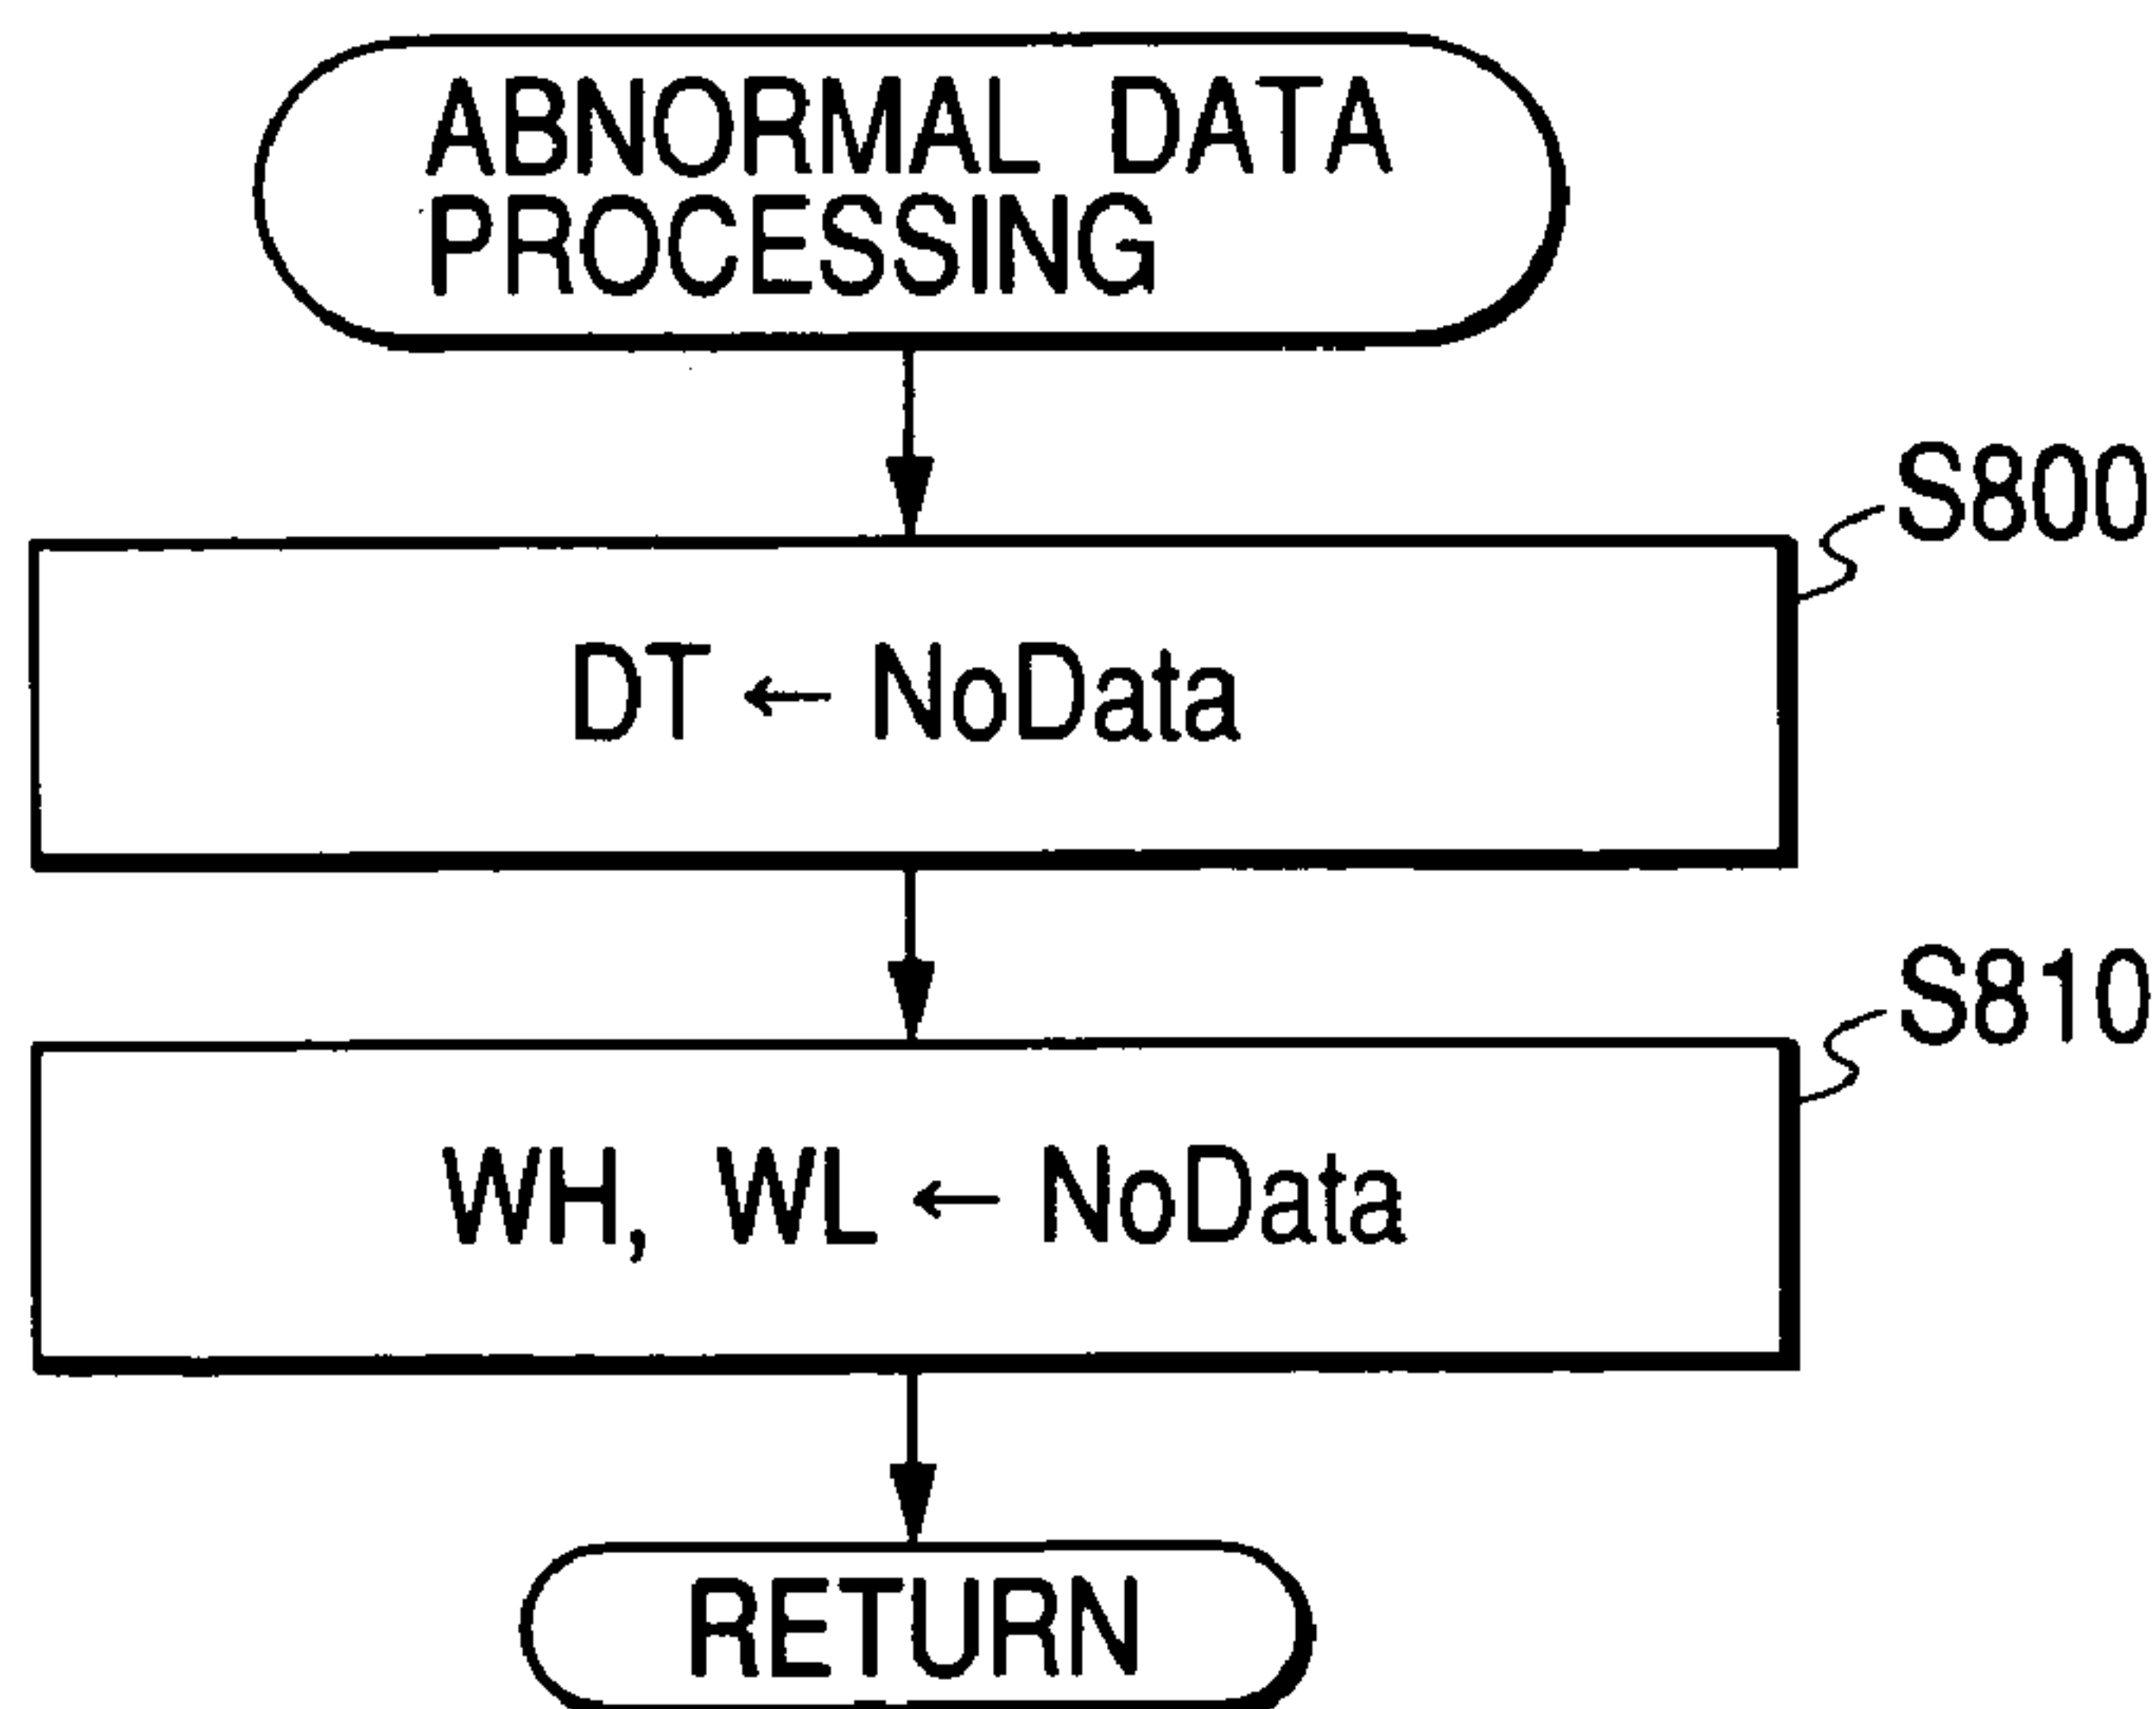 ABNORMAL DATA
PROCESSING
S800
DT ← NoData
S810
WH, WL ← NoData
RETURN